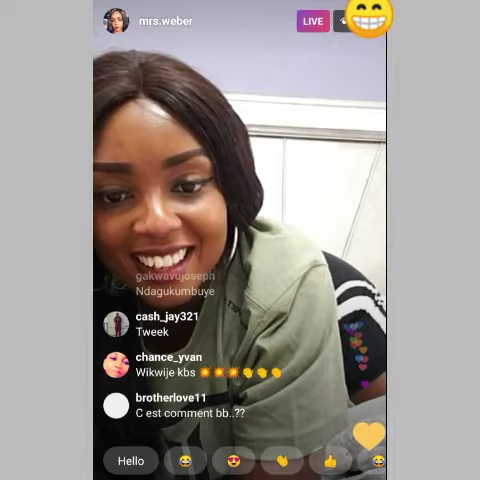 mrs.weber
LIVE
gakwavujoseph
Ndagukumbuye
cash_jay321
Tweek
chance_yvan
Wikwije kbs 💥💥💥👏👏👏
brotherlove11
C est comment bb..??
Hello